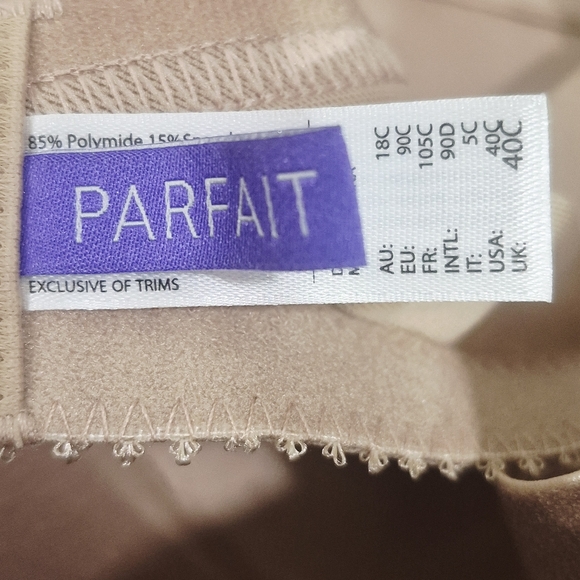 85% Polymide 15%
PARFAIT
EXCLUSIVE OF TRIMS
AU: 18C
EU: 90C
FR: 105C
INTL: 90D
IT: 5C
USA: 40C
UK: 40C